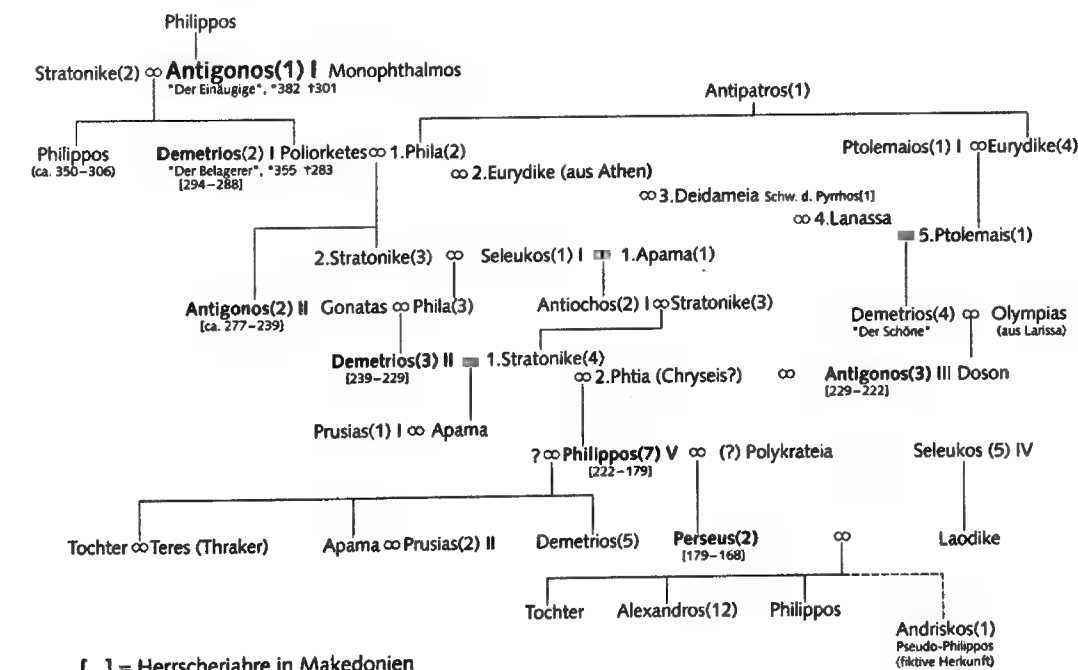 Philippos
Stratonike(2) ∞ Antigonos(1) I Monophthalmos
"Der Einäugige", *382 †301
Antipatros(1)
Philippos
(ca. 350–306)
Demetrios(2) I Poliorketes ∞ 1.Phila(2)
"Der Belagerer", *355 †283
[294–288]
Ptolemaios(1) I ∞ Eurydike(4)
∞ 2.Eurydike (aus Athen)
∞ 3.Deidameia Schw. d. Pyrrhos[1]
∞ 4.Lanassa
5.Ptolemais(1)
2.Stratonike(3) ∞ Seleukos(1) I 1.Apama(1)
Antigonos(2) II Gonatas ∞ Phila(3)
[ca. 277–239]
Antiochos(2) I ∞ Stratonike(3)
Demetrios(4) ∞ Olympias
"Der Schöne" (aus Larissa)
Demetrios(3) II 1.Stratonike(4)
[239–229]
∞ 2.Phtia (Chryseis?) ∞ Antigonos(3) III Doson
[229–222]
Prusias(1) I ∞ Apama
? ∞ Philippos(7) V ∞ (?) Polykrateia
[222–179]
Seleukos (5) IV
Tochter ∞ Teres (Thraker)
Apama ∞ Prusias(2) II
Demetrios(5)
Perseus(2) ∞ Laodike
[179–168]
Tochter
Alexandros(12)
Philippos
Andriskos(1)
Pseudo-Philippos
(fiktive Herkunft)
[ ] = Herrscherjahre in Makedonien